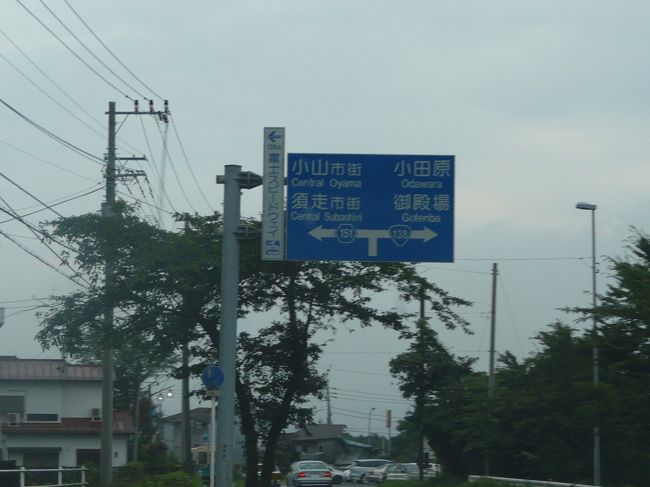 126m
富士スピードウェイ
小山市街
Central Oyama
須走市街
Central Subashiri
小田原
Odawara
御殿場
Gotenba
151
138